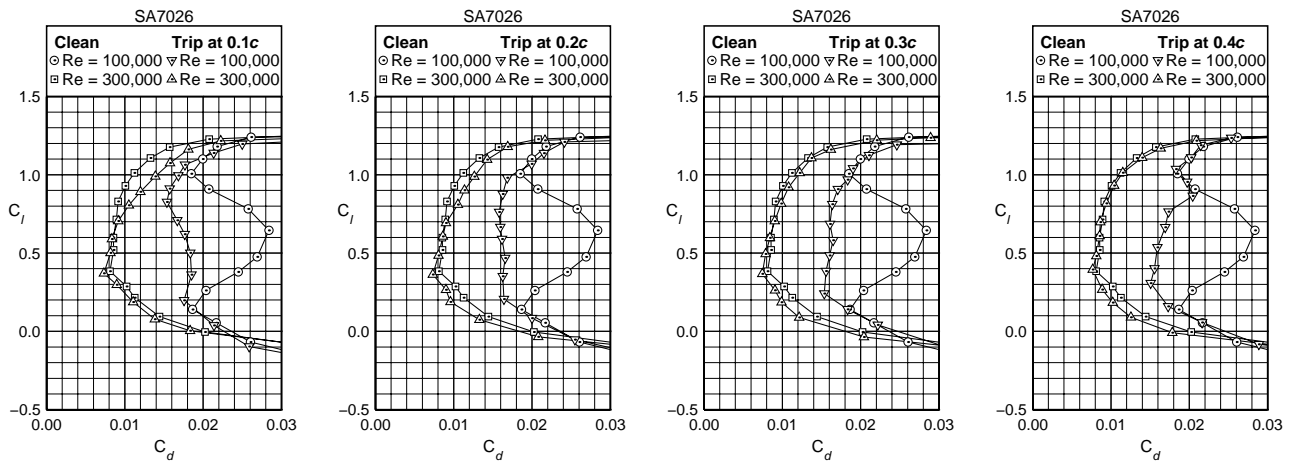 SA7026
Clean Trip at 0.1c
Re = 100,000 Re = 100,000
Re = 300,000 Re = 300,000
1.5
1.0
C_l
0.5
0.0
−0.5
0.00 0.01 0.02 0.03
C_d
SA7026
Clean Trip at 0.2c
Re = 100,000 Re = 100,000
Re = 300,000 Re = 300,000
1.5
1.0
C_l
0.5
0.0
−0.5
0.00 0.01 0.02 0.03
C_d
SA7026
Clean Trip at 0.3c
Re = 100,000 Re = 100,000
Re = 300,000 Re = 300,000
1.5
1.0
C_l
0.5
0.0
−0.5
0.00 0.01 0.02 0.03
C_d
SA7026
Clean Trip at 0.4c
Re = 100,000 Re = 100,000
Re = 300,000 Re = 300,000
1.5
1.0
C_l
0.5
0.0
−0.5
0.00 0.01 0.02 0.03
C_d